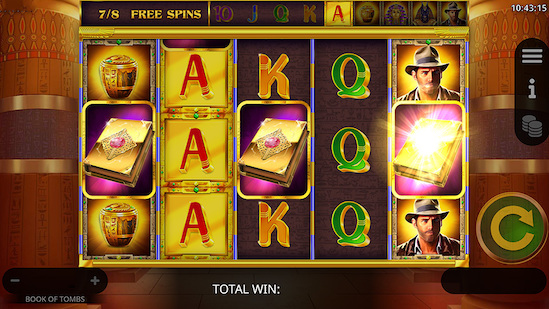 7/8 FREE SPINS 10 J Q K A
10:43:15
A K Q
A Q
A K Q
i
- +
BOOK OF TOMBS
TOTAL WIN: